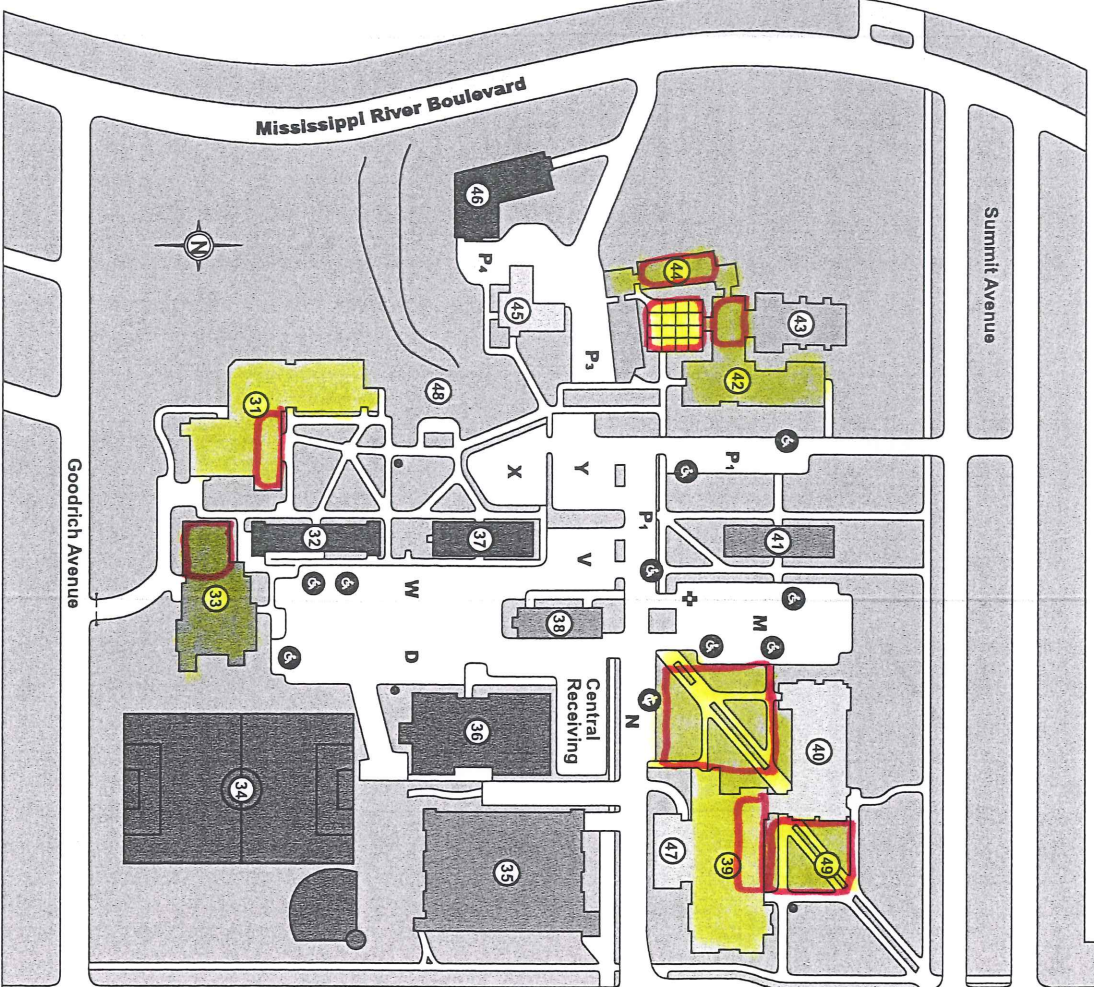 Mississippi River Boulevard
Summit Avenue
46
P4
44
45
43
P3
42
48
31
N
X
Y
P1
P1
Goodrich Avenue
32
37
V
41
33
W
38
M
D
Central
Receiving
N
36
40
34
35
47
39
49